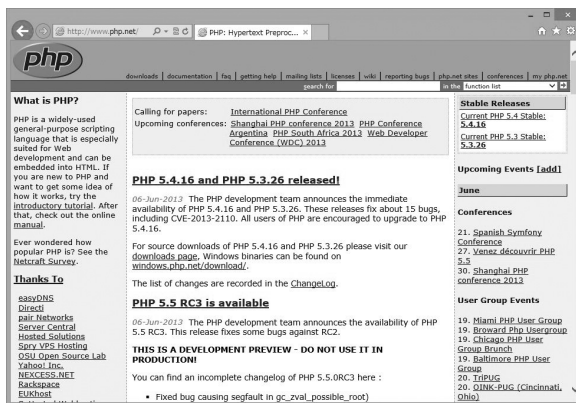 http://www.php.net/
PHP: Hypertext Preproc...
php
downloads | documentation | faq | getting help | mailing lists | licenses | wiki | reporting bugs | php.net sites | conferences | my php.net
search for in the function list
What is PHP?
PHP is a widely-used
general-purpose scripting
language that is especially
suited for Web
development and can be
embedded into HTML. If
you are new to PHP and
want to get some idea of
how it works, try the
introductory tutorial. After
that, check out the online
manual.
Ever wondered how
popular PHP is? See the
Netcraft Survey.
Thanks To
easyDNS
Directi
pair Networks
Server Central
Hosted Solutions
Spry VPS Hosting
OSU Open Source Lab
Yahoo! Inc.
NEXCESS.NET
Rackspace
EUKhost
Calling for papers: International PHP Conference
Upcoming conferences: Shanghai PHP conference 2013 PHP Conference
Argentina PHP South Africa 2013 Web Developer
Conference (WDC) 2013
PHP 5.4.16 and PHP 5.3.26 released!
06-Jun-2013 The PHP development team announces the immediate
availability of PHP 5.4.16 and PHP 5.3.26. These releases fix about 15 bugs,
including CVE-2013-2110. All users of PHP are encouraged to upgrade to PHP
5.4.16.
For source downloads of PHP 5.4.16 and PHP 5.3.26 please visit our
downloads page, Windows binaries can be found on
windows.php.net/download/.
The list of changes are recorded in the ChangeLog.
PHP 5.5 RC3 is available
06-Jun-2013 The PHP development team announces the availability of PHP
5.5 RC3. This release fixes some bugs against RC2.
THIS IS A DEVELOPMENT PREVIEW - DO NOT USE IT IN
PRODUCTION!
You can find an incomplete changelog of PHP 5.5.0RC3 here :
• Fixed bug causing segfault in gc_zval_possible_root)
Stable Releases
Current PHP 5.4 Stable:
5.4.16
Current PHP 5.3 Stable:
5.3.26
Upcoming Events [add]
June
Conferences
21. Spanish Symfony
Conference
27. Venez découvrir PHP
5.5
30. Shanghai PHP
conference 2013
User Group Events
19. Miami PHP User Group
19. Broward Php Usergroup
19. Chicago PHP User
Group Brunch
19. Baltimore PHP User
Group
20. TriPUG
20. OINK-PUG (Cincinnati,
Ohio)